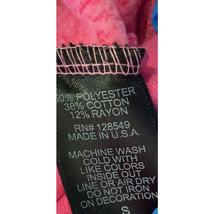 50% POLYESTER
38% COTTON
12% RAYON
RN# 128549
MADE IN U.S.A.
MACHINE WASH
COLD WITH
LIKE COLORS
INSIDE OUT
LINE OR AIR DRY
DO NOT IRON
ON DECORATION
S